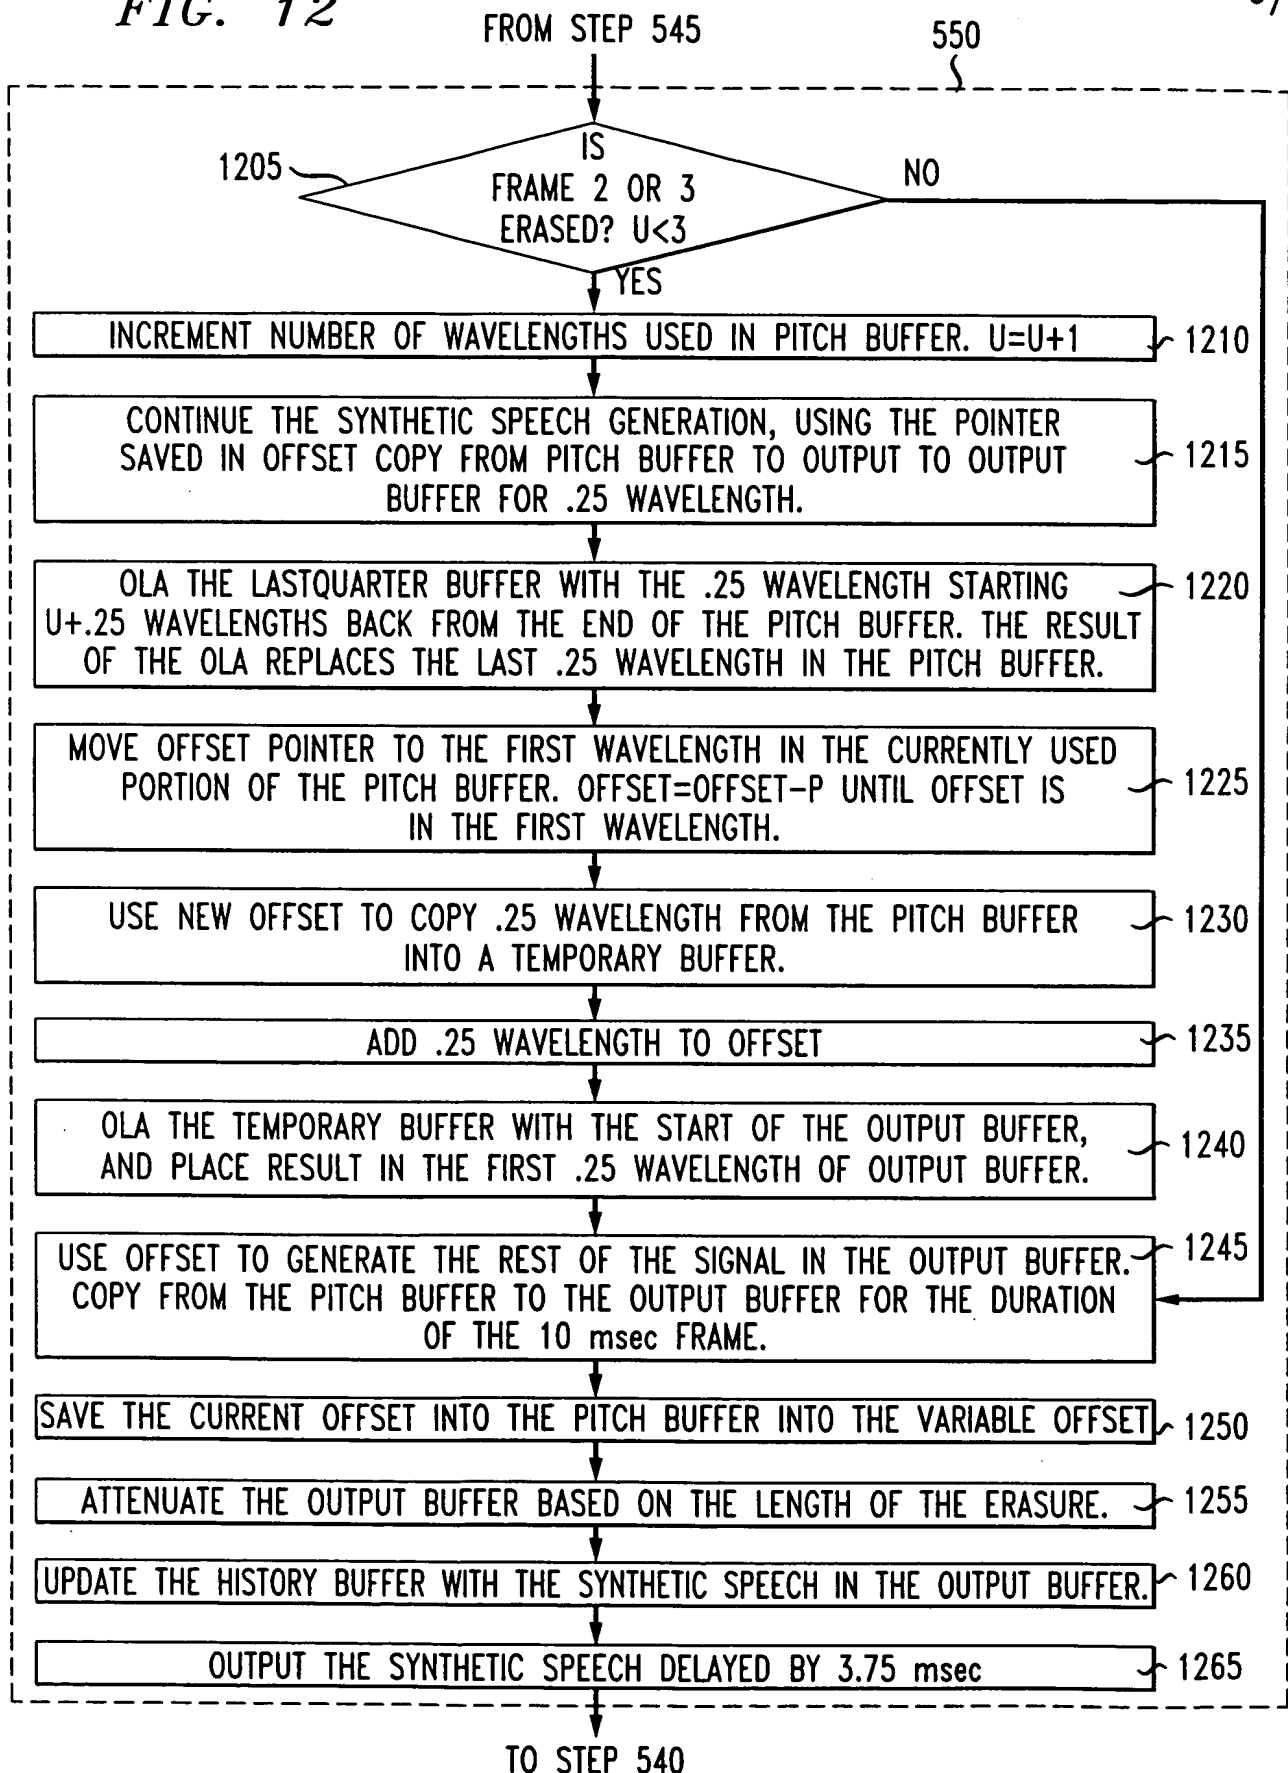 FIG. 12
FROM STEP 545
550
1205
IS
FRAME 2 OR 3
ERASED? U<3
NO
YES
INCREMENT NUMBER OF WAVELENGTHS USED IN PITCH BUFFER. U=U+1
1210
CONTINUE THE SYNTHETIC SPEECH GENERATION, USING THE POINTER
SAVED IN OFFSET COPY FROM PITCH BUFFER TO OUTPUT TO OUTPUT
BUFFER FOR .25 WAVELENGTH.
1215
OLA THE LASTQUARTER BUFFER WITH THE .25 WAVELENGTH STARTING
U+.25 WAVELENGTHS BACK FROM THE END OF THE PITCH BUFFER. THE RESULT
OF THE OLA REPLACES THE LAST .25 WAVELENGTH IN THE PITCH BUFFER.
1220
MOVE OFFSET POINTER TO THE FIRST WAVELENGTH IN THE CURRENTLY USED
PORTION OF THE PITCH BUFFER. OFFSET=OFFSET-P UNTIL OFFSET IS
IN THE FIRST WAVELENGTH.
1225
USE NEW OFFSET TO COPY .25 WAVELENGTH FROM THE PITCH BUFFER
INTO A TEMPORARY BUFFER.
1230
ADD .25 WAVELENGTH TO OFFSET
1235
OLA THE TEMPORARY BUFFER WITH THE START OF THE OUTPUT BUFFER,
AND PLACE RESULT IN THE FIRST .25 WAVELENGTH OF OUTPUT BUFFER.
1240
USE OFFSET TO GENERATE THE REST OF THE SIGNAL IN THE OUTPUT BUFFER.
COPY FROM THE PITCH BUFFER TO THE OUTPUT BUFFER FOR THE DURATION
OF THE 10 msec FRAME.
1245
SAVE THE CURRENT OFFSET INTO THE PITCH BUFFER INTO THE VARIABLE OFFSET
1250
ATTENUATE THE OUTPUT BUFFER BASED ON THE LENGTH OF THE ERASURE.
1255
UPDATE THE HISTORY BUFFER WITH THE SYNTHETIC SPEECH IN THE OUTPUT BUFFER.
1260
OUTPUT THE SYNTHETIC SPEECH DELAYED BY 3.75 msec
1265
TO STEP 540